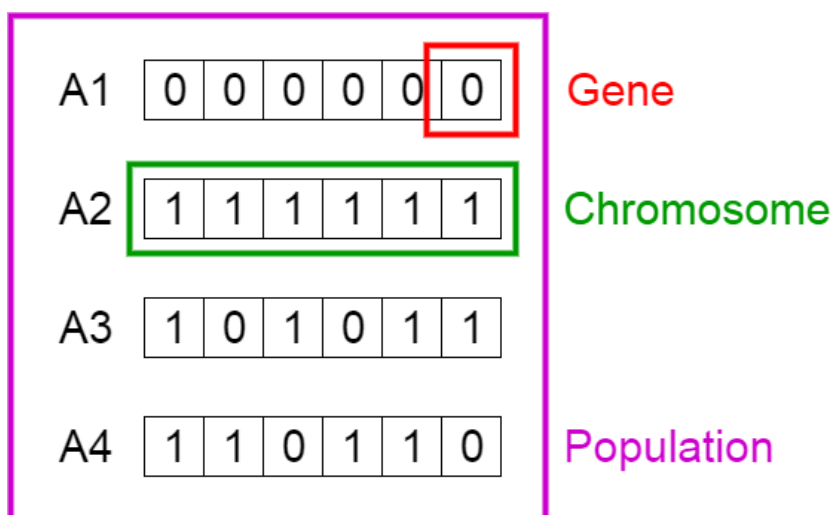 A1 0 0 0 0 0 0 Gene
A2 1 1 1 1 1 1 Chromosome
A3 1 0 1 0 1 1
A4 1 1 0 1 1 0 Population